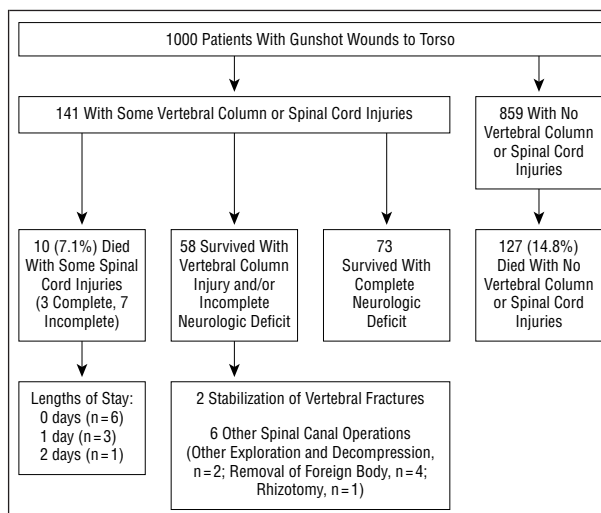 1000 Patients With Gunshot Wounds to Torso
141 With Some Vertebral Column or Spinal Cord Injuries
859 With No
Vertebral Column
or Spinal Cord
Injuries
10 (7.1%) Died
With Some Spinal
Cord Injuries
(3 Complete, 7
Incomplete)
58 Survived With
Vertebral Column
Injury and/or
Incomplete
Neurologic Deficit
73
Survived With
Complete
Neurologic
Deficit
127 (14.8%)
Died With No
Vertebral Column
or Spinal Cord
Injuries
Lengths of Stay:
0 days (n=6)
1 day (n=3)
2 days (n=1)
2 Stabilization of Vertebral Fractures
6 Other Spinal Canal Operations
(Other Exploration and Decompression,
n=2; Removal of Foreign Body, n=4;
Rhizotomy, n=1)